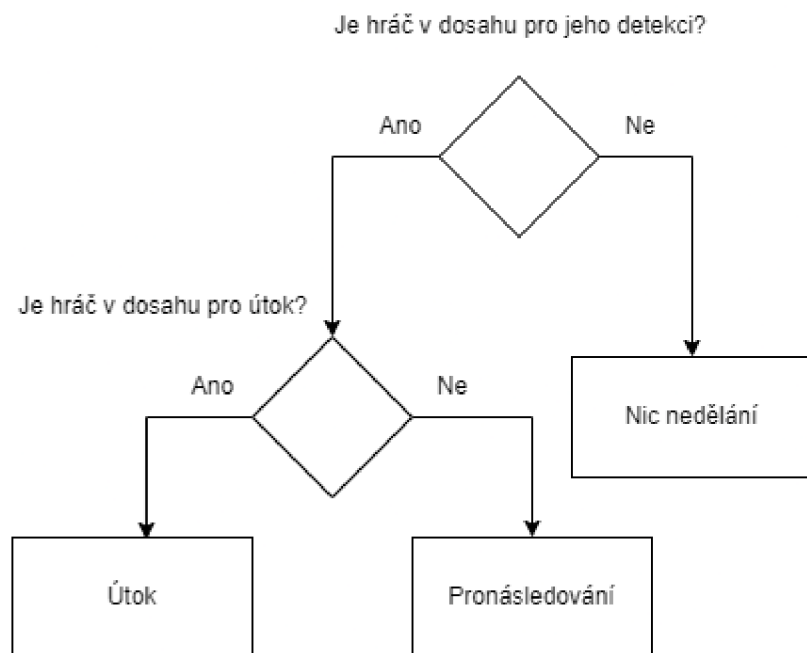 Je hráč v dosahu pro jeho detekci?
Ano
Ne
Je hráč v dosahu pro útok?
Ano
Ne
Nic nedělání
Útok
Pronásledování